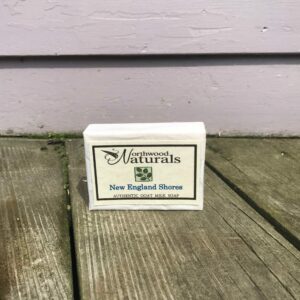 Northwood
Naturals
New England Shores
AUTHENTIC GOAT MILK SOAP